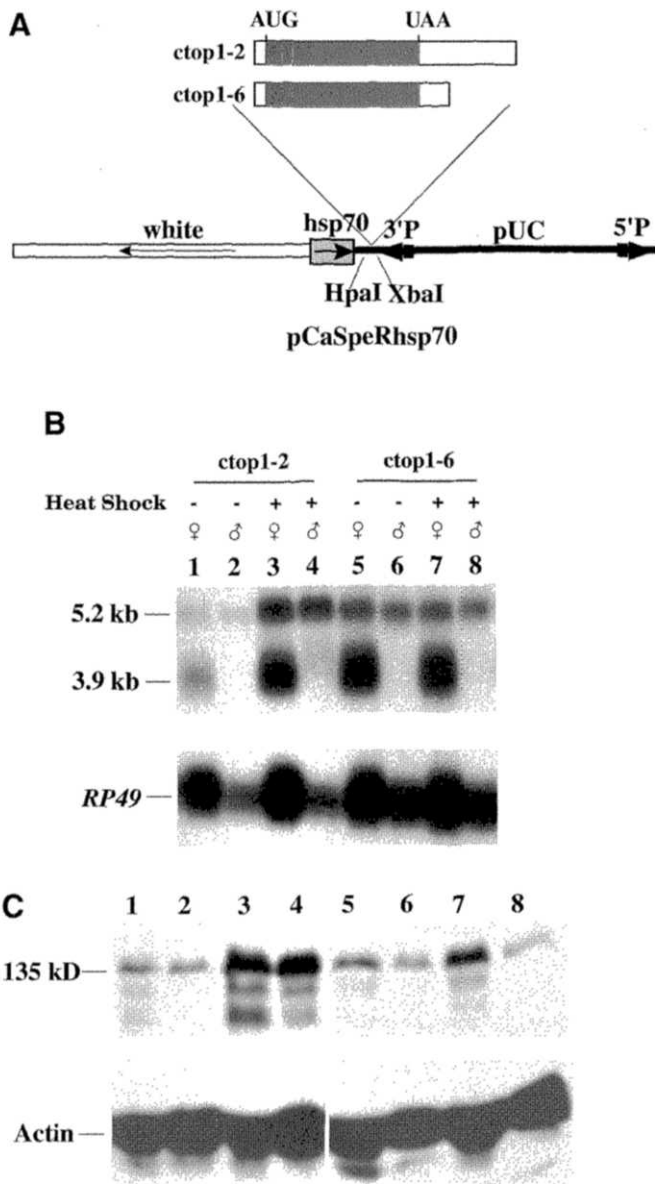 A
AUG UAA
ctop1-2
ctop1-6
white hsp70 3'P pUC 5'P
HpaI XbaI
pCaSpeRhsp70
B
ctop1-2 ctop1-6
Heat Shock - - + + - - + +
♀ ♂ ♀ ♂ ♀ ♂ ♀ ♂
1 2 3 4 5 6 7 8
5.2 kb
3.9 kb
RP49
C
1 2 3 4 5 6 7 8
135 kD
Actin